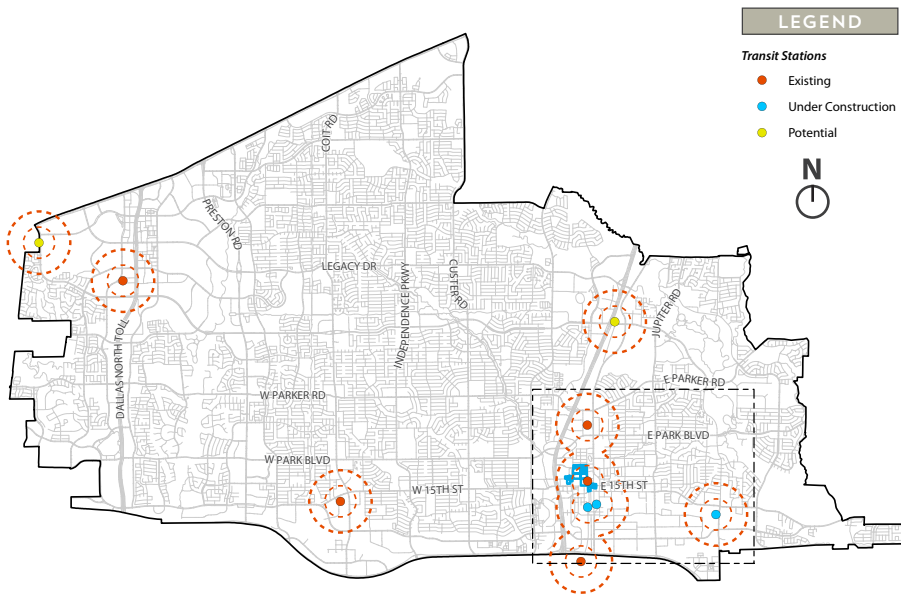 LEGEND
Transit Stations
Existing
Under Construction
Potential
N
COIT RD
PRESTON RD
LEGACY DR
INDEPENDENCE PKWY
CUSTER RD
JUPITER RD
DALLAS NORTH TOLL
W PARKER RD
E PARKER RD
E PARK BLVD
W PARK BLVD
W 15TH ST
E 15TH ST